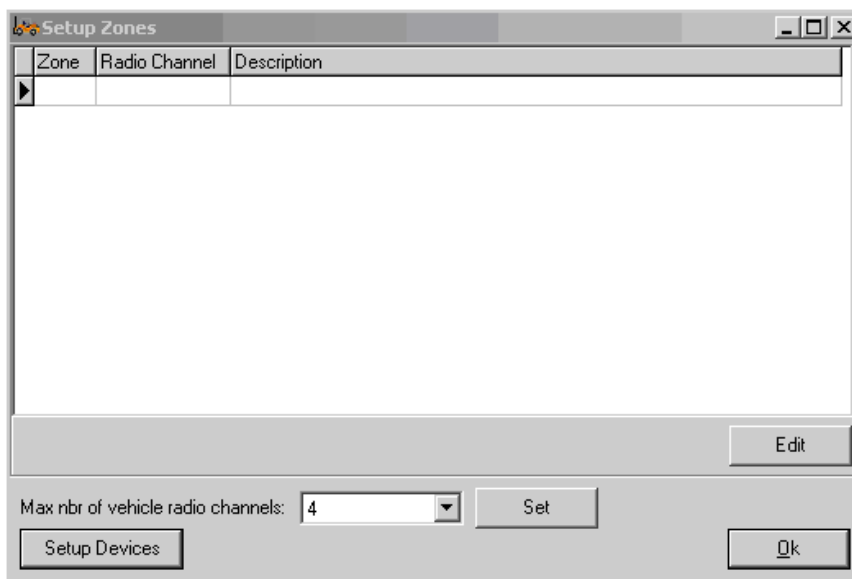 Setup Zones
Zone Radio Channel Description
Edit
Max nbr of vehicle radio channels: 4 Set
Setup Devices Ok